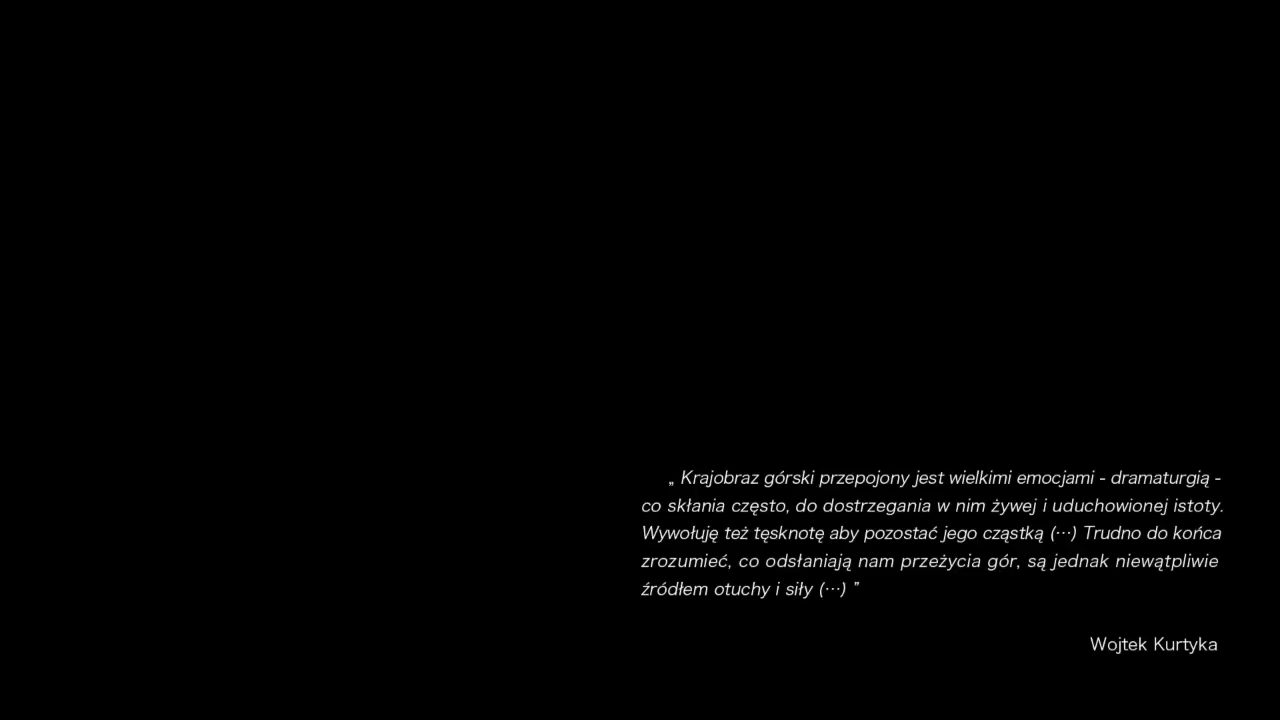 „ Krajobraz górski przepojony jest wielkimi emocjami - dramaturgią -
co skłania często, do dostrzegania w nim żywej i uduchowionej istoty.
Wywołuję też tęsknotę aby pozostać jego cząstką (···) Trudno do końca
zrozumieć, co odsłaniają nam przeżycia gór, są jednak niewątpliwie
źródłem otuchy i siły (···) ”
Wojtek Kurtyka